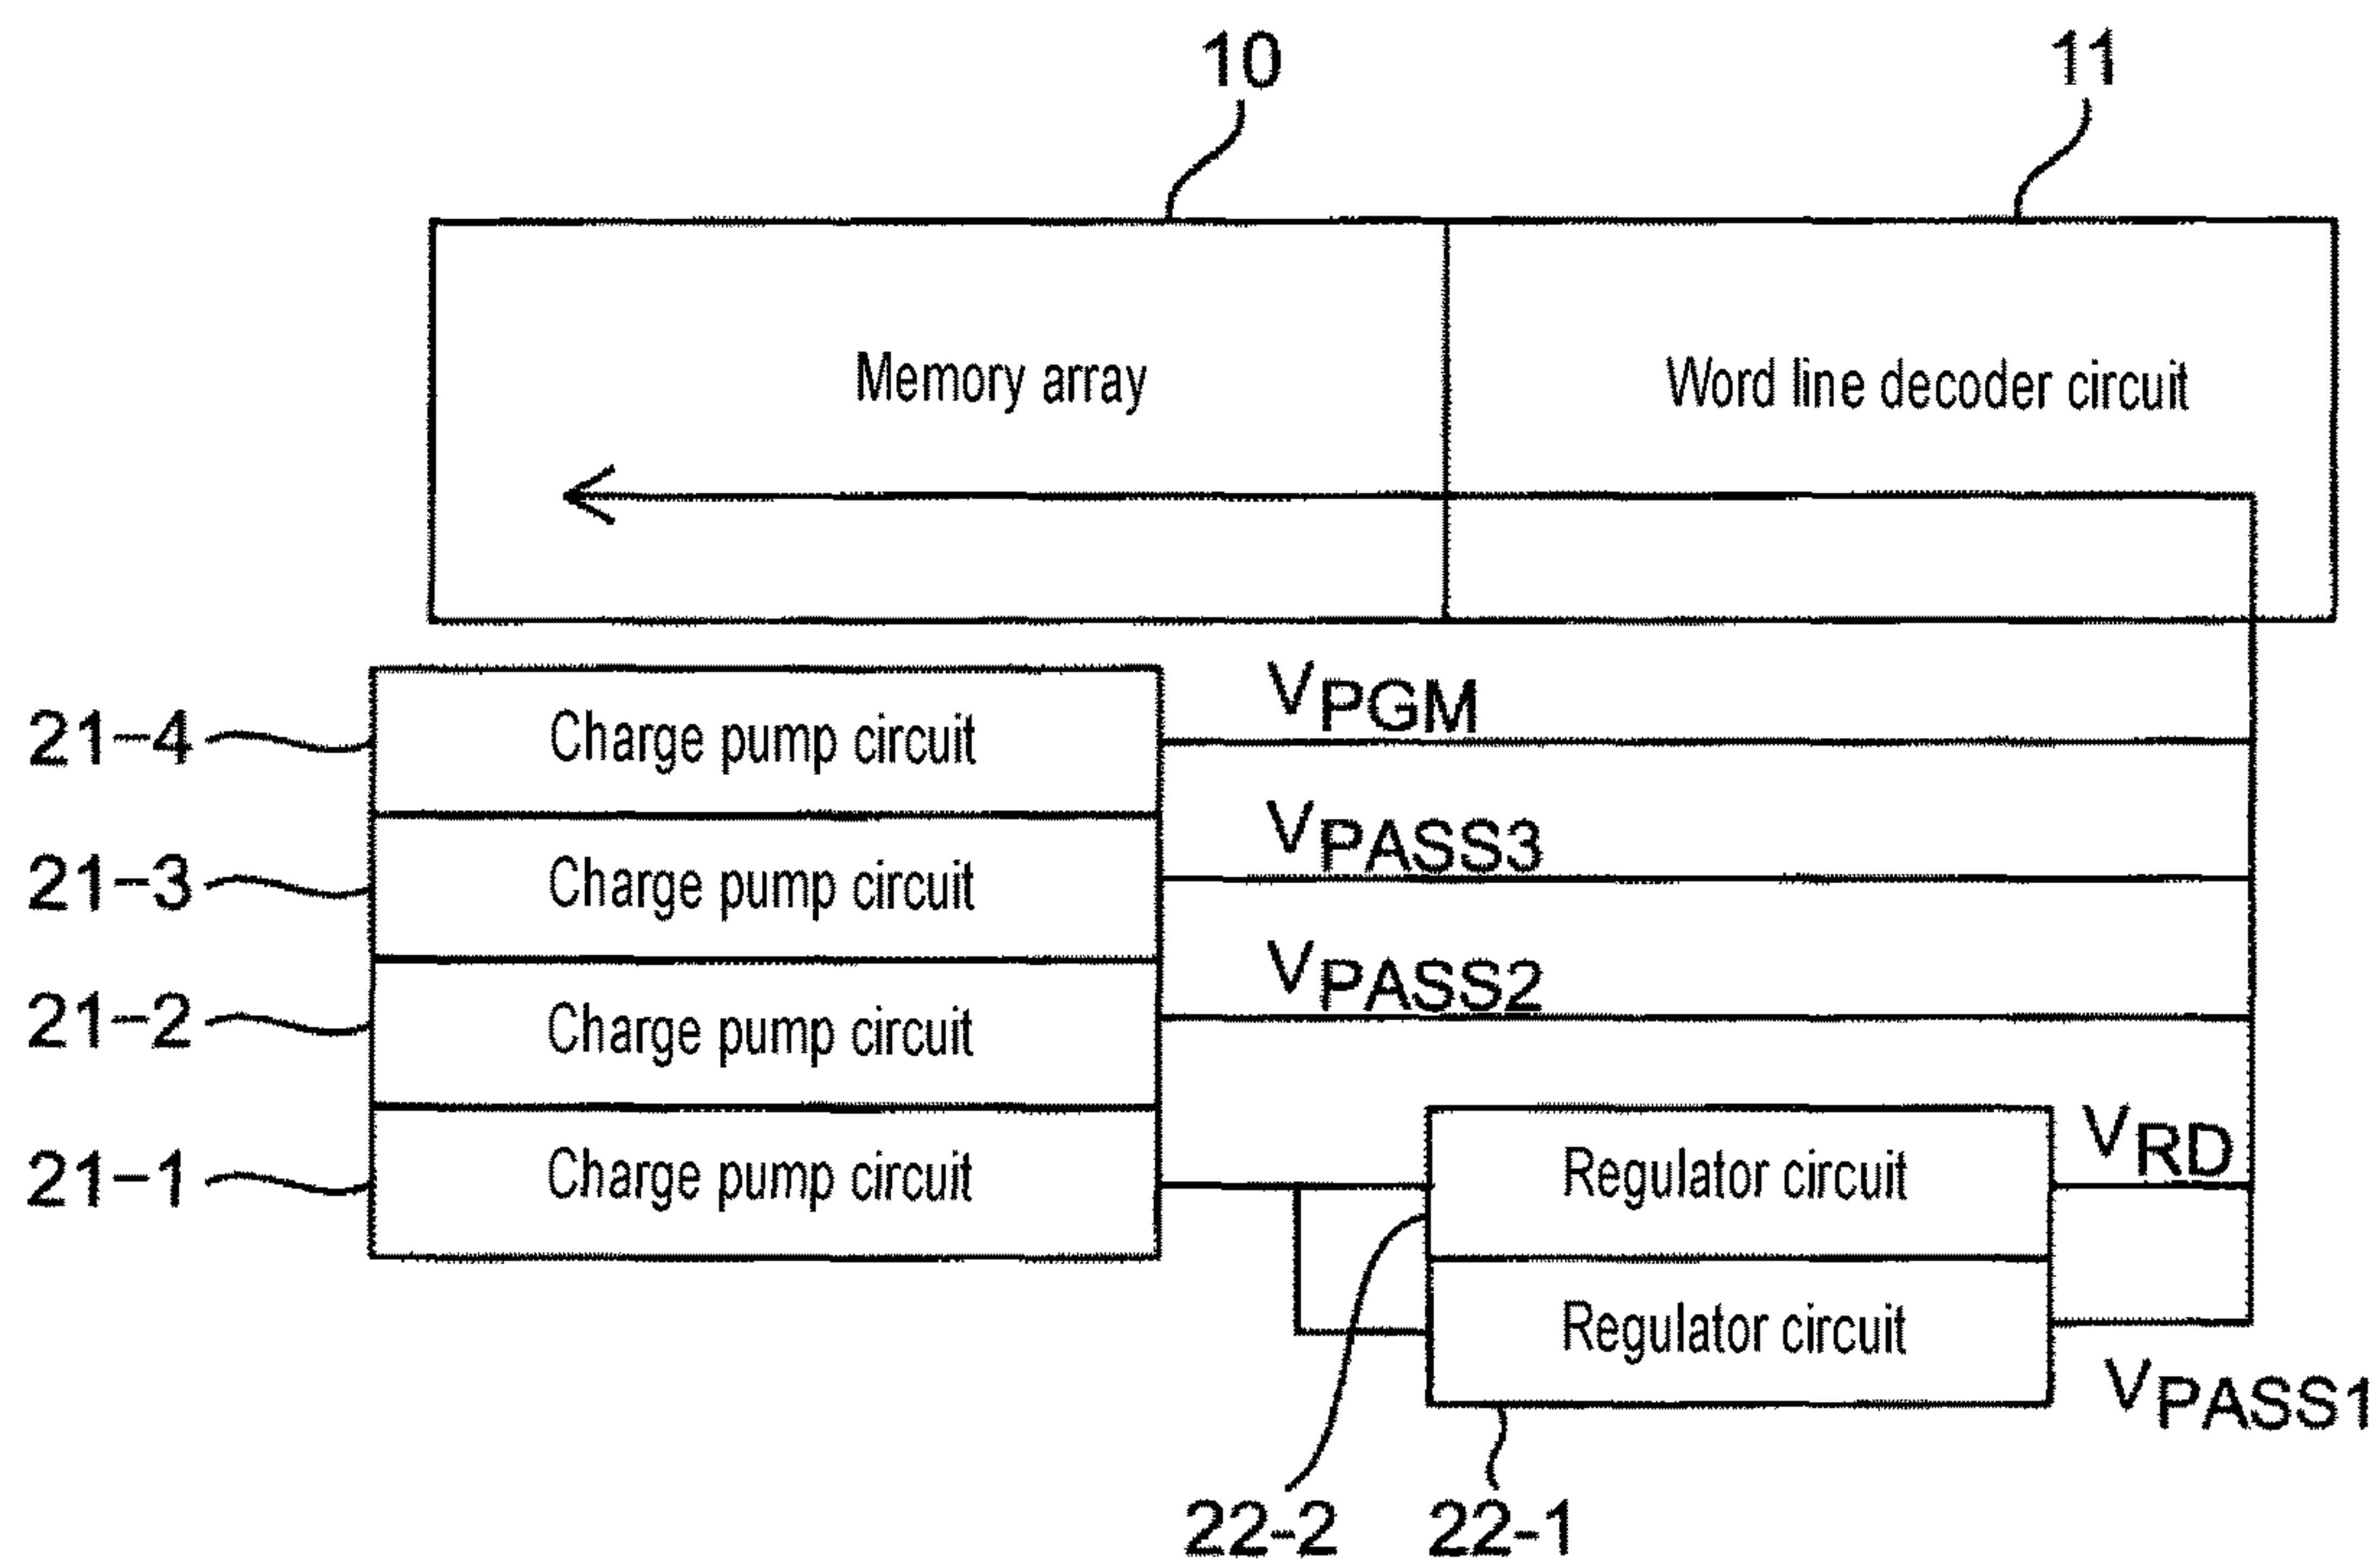 10 11
Memory array Word line decoder circuit
21-4 Charge pump circuit VPGM
21-3 Charge pump circuit VPASS3
21-2 Charge pump circuit VPASS2
21-1 Charge pump circuit Regulator circuit VRD
Regulator circuit VPASS1
22-2 22-1